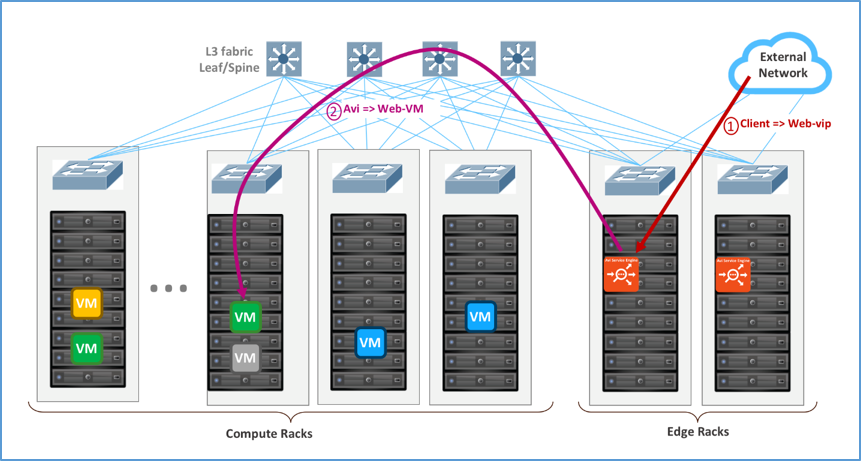 L3 fabric
Leaf/Spine
External
Network
② Avi => Web-VM
① Client => Web-vip
Avi Service Engine
Avi Service Engine
VM
VM
VM
VM
VM
VM
Compute Racks
Edge Racks